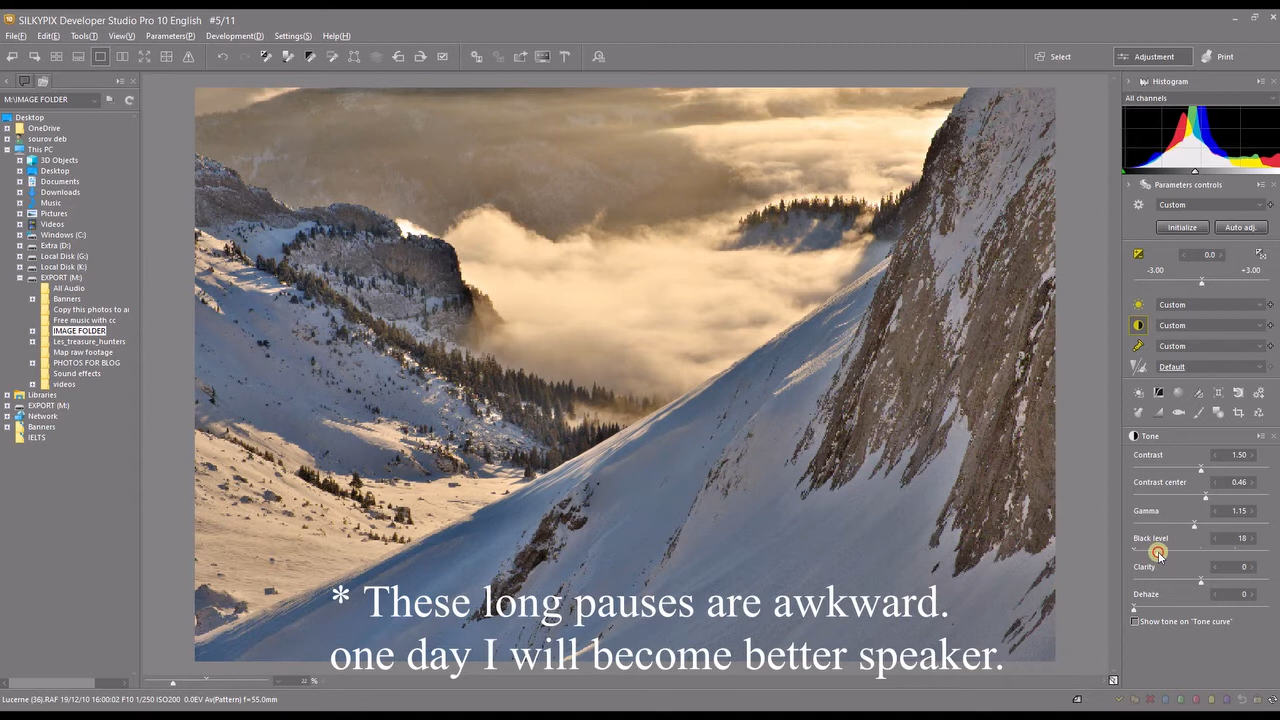 SILKYPIX Developer Studio Pro 10 English #5/11
File(F) Edit(E) Tools(T) View(V) Parameters(P) Development(D) Settings(S) Help(H)
Select Adjustment Print
M:\IMAGE FOLDER
Desktop
OneDrive
sourov deb
This PC
3D Objects
Desktop
Documents
Downloads
Music
Pictures
Videos
Windows (C:)
Extra (D:)
Local Disk (G:)
Local Disk (K:)
EXPORT (M:)
All Audio
Banners
Copy this photos to ai
Free music with cc
IMAGE FOLDER
Les_treasure_hunters
Map raw footage
PHOTOS FOR BLOG
Sound effects
videos
Libraries
EXPORT (M:)
Network
Banners
IELTS
Histogram
All channels
Parameters controls
Custom
Initialize Auto adj.
0.0
-3.00 +3.00
Custom
Custom
Custom
Default
Tone
Contrast 1.50
Contrast center 0.46
Gamma 1.15
Black level 18
Clarity 0
Dehaze 0
Show tone on "Tone curve"
* These long pauses are awkward.
one day I will become better speaker.
22 %
Lucerne (36).RAF 19/12/10 16:00:02 F10 1/250 ISO200 0.0EV Av(Pattern) f=55.0mm